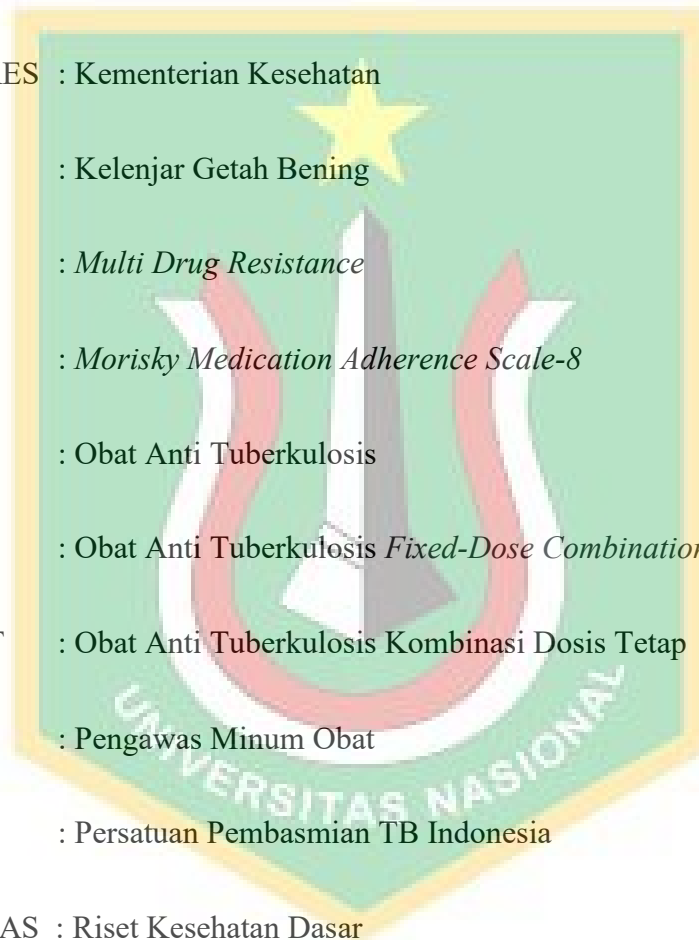 ES : Kementerian Kesehatan
: Kelenjar Getah Bening
: Multi Drug Resistance
: Morisky Medication Adherence Scale-8
: Obat Anti Tuberkulosis
: Obat Anti Tuberkulosis Fixed-Dose Combination
: Obat Anti Tuberkulosis Kombinasi Dosis Tetap
: Pengawas Minum Obat
UNIVERSITAS NASIONAL
: Persatuan Pembasmian TB Indonesia
AS : Riset Kesehatan Dasar